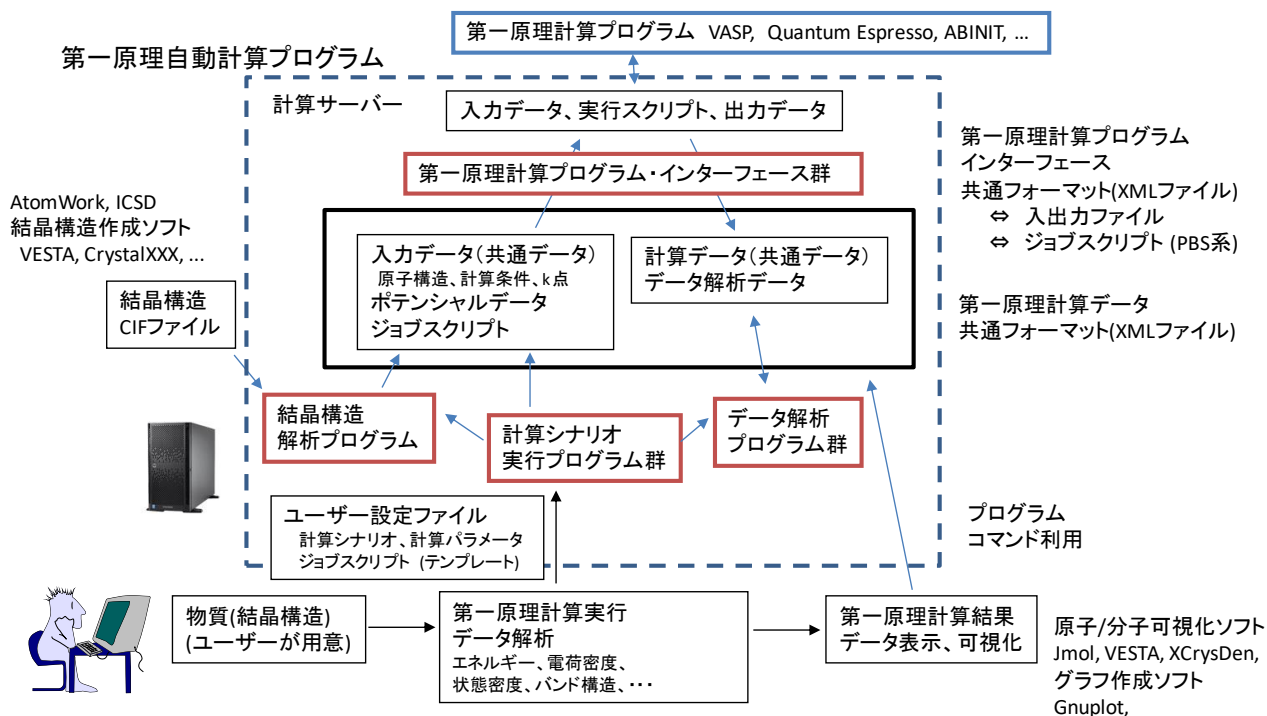 第一原理計算プログラム VASP, Quantum Espresso, ABINIT, ...
第一原理自動計算プログラム
計算サーバー
入力データ、実行スクリプト、出力データ
第一原理計算プログラム・インターフェース群
第一原理計算プログラム
インターフェース
共通フォーマット(XMLファイル)
⇔ 入出力ファイル
⇔ ジョブスクリプト (PBS系)
AtomWork, ICSD
結晶構造作成ソフト
VESTA, CrystalXXX, ...
入力データ(共通データ)
原子構造、計算条件、k点
ポテンシャルデータ
ジョブスクリプト
計算データ(共通データ)
データ解析データ
結晶構造
CIFファイル
第一原理計算データ
共通フォーマット(XMLファイル)
結晶構造
解析プログラム
計算シナリオ
実行プログラム群
データ解析
プログラム群
ユーザー設定ファイル
計算シナリオ、計算パラメータ
ジョブスクリプト (テンプレート)
プログラム
コマンド利用
物質(結晶構造)
(ユーザーが用意)
第一原理計算実行
データ解析
エネルギー、電荷密度、
状態密度、バンド構造、・・・
第一原理計算結果
データ表示、可視化
原子/分子可視化ソフト
Jmol, VESTA, XCrysDen,
グラフ作成ソフト
Gnuplot,